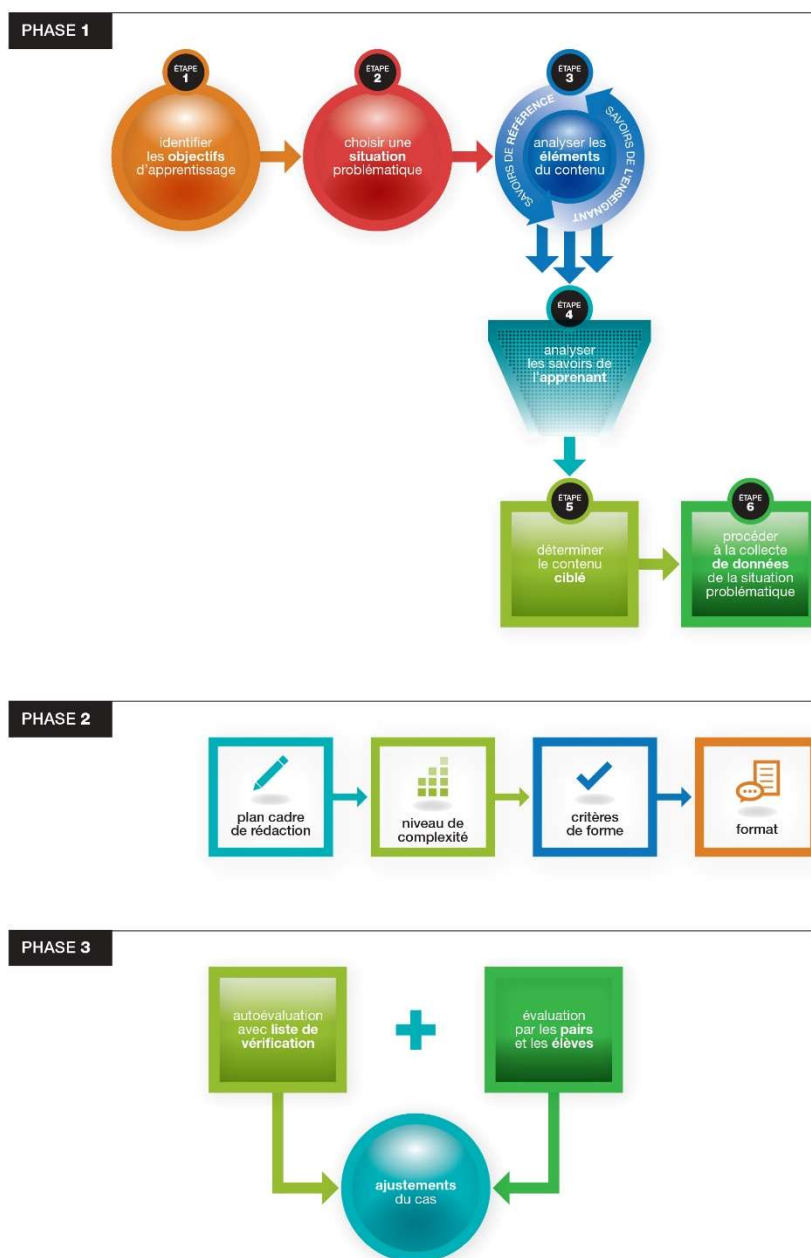 PHASE 1
ÉTAPE
1
identifier
les objectifs
d'apprentissage
ÉTAPE
2
choisir une
situation
problématique
ÉTAPE
3
SAVOIRS DE RÉFÉRENCE
SAVOIRS DE L'ENSEIGNANT
analyser les
éléments
du contenu
ÉTAPE
4
analyser
les savoirs de
l'apprenant
ÉTAPE
5
déterminer
le contenu
ciblé
ÉTAPE
6
procéder
à la collecte
de données
de la situation
problématique
PHASE 2
plan cadre
de rédaction
niveau de
complexité
critères
de forme
format
PHASE 3
autoévaluation
avec liste de
vérification
évaluation
par les pairs
et les élèves
ajustements
du cas